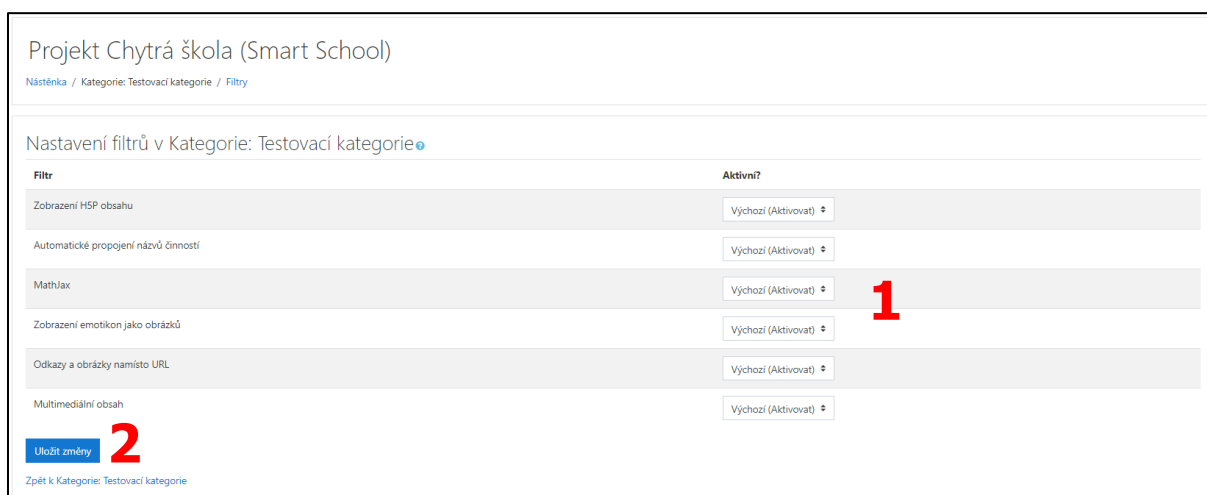 Projekt Chytrá škola (Smart School)
Nástěnka / Kategorie: Testovací kategorie / Filtry
Nastavení filtrů v Kategorie: Testovací kategorie
Filtr Aktivní?
Zobrazení H5P obsahu Výchozí (Aktivovat)
Automatické propojení názvů činností Výchozí (Aktivovat)
MathJax Výchozí (Aktivovat) 1
Zobrazení emotikon jako obrázků Výchozí (Aktivovat)
Odkazy a obrázky namísto URL Výchozí (Aktivovat)
Multimediální obsah Výchozí (Aktivovat)
Uložit změny 2
Zpět k Kategorie: Testovací kategorie